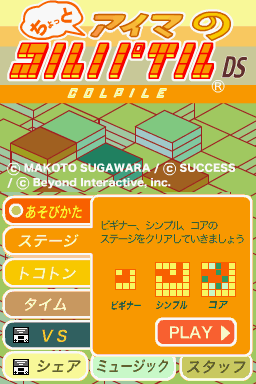 ちょっと
アイマの
コルパイル DS
®
COLPILE
© MAKOTO SUGAWARA / © SUCCESS
/ © Beyond Interactive, inc.
あそびかた
ステージ
トコトン
タイム
VS
ビギナー、シンプル、コアの
ステージをクリアしていきましょう
ビギナー シンプル コア
PLAY
シェア ミュージック スタッフ